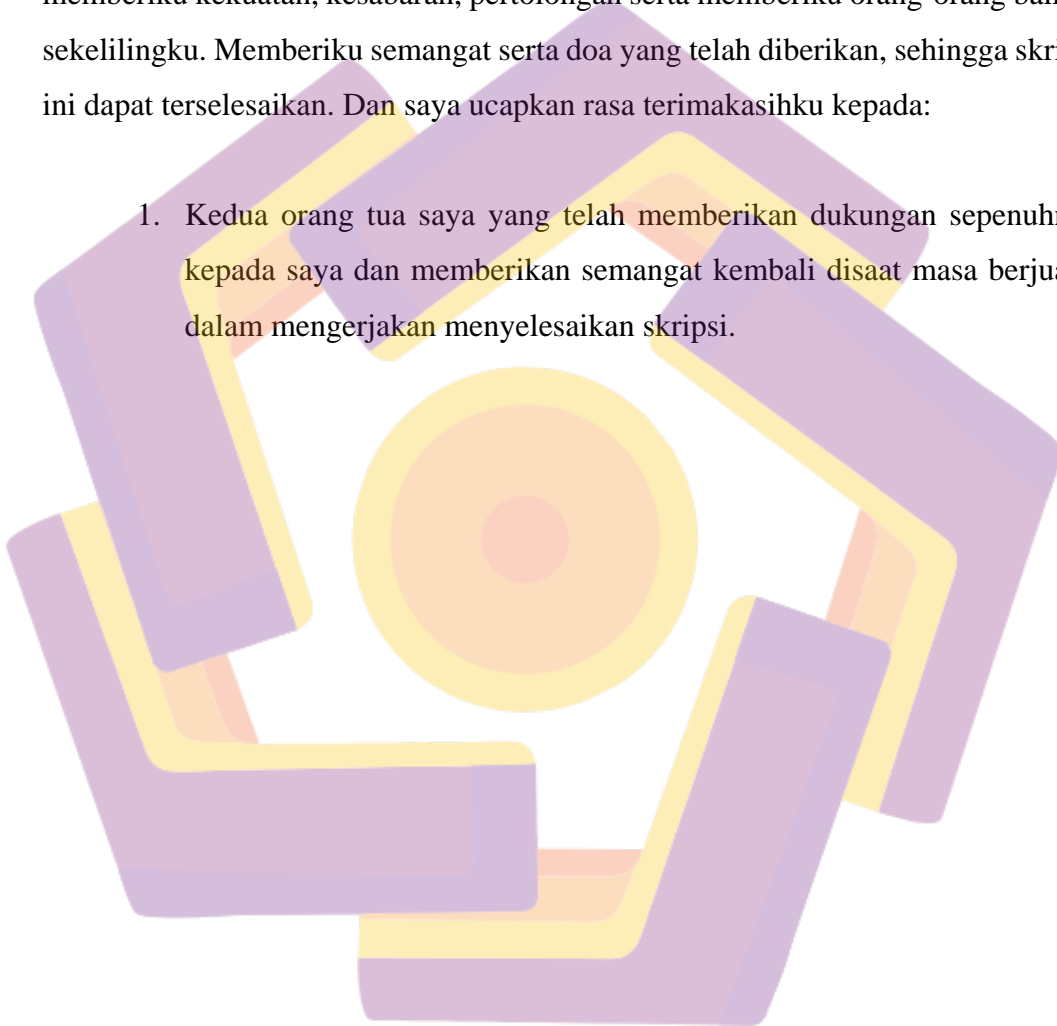 memberiku kekuatan, kesabaran, pertolongan serta memberiku orang-orang
sekelilingku. Memberiku semangat serta doa yang telah diberikan, sehingga
ini dapat terselesaikan. Dan saya ucapkan rasa terimakasihku kepada:
1. Kedua orang tua saya yang telah memberikan dukungan
kepada saya dan memberikan semangat kembali disaat masa
dalam mengerjakan menyelesaikan skripsi.